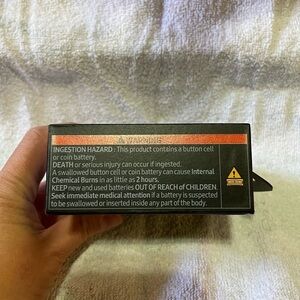 WARNING
INGESTION HAZARD: This product contains a button cell
or coin battery.
DEATH or serious injury can occur if ingested.
A swallowed button cell or coin battery can cause Internal
Chemical Burns in as little as 2 hours.
KEEP new and used batteries OUT OF REACH of CHILDREN.
Seek immediate medical attention if a battery is suspected
to be swallowed or inserted inside any part of the body.